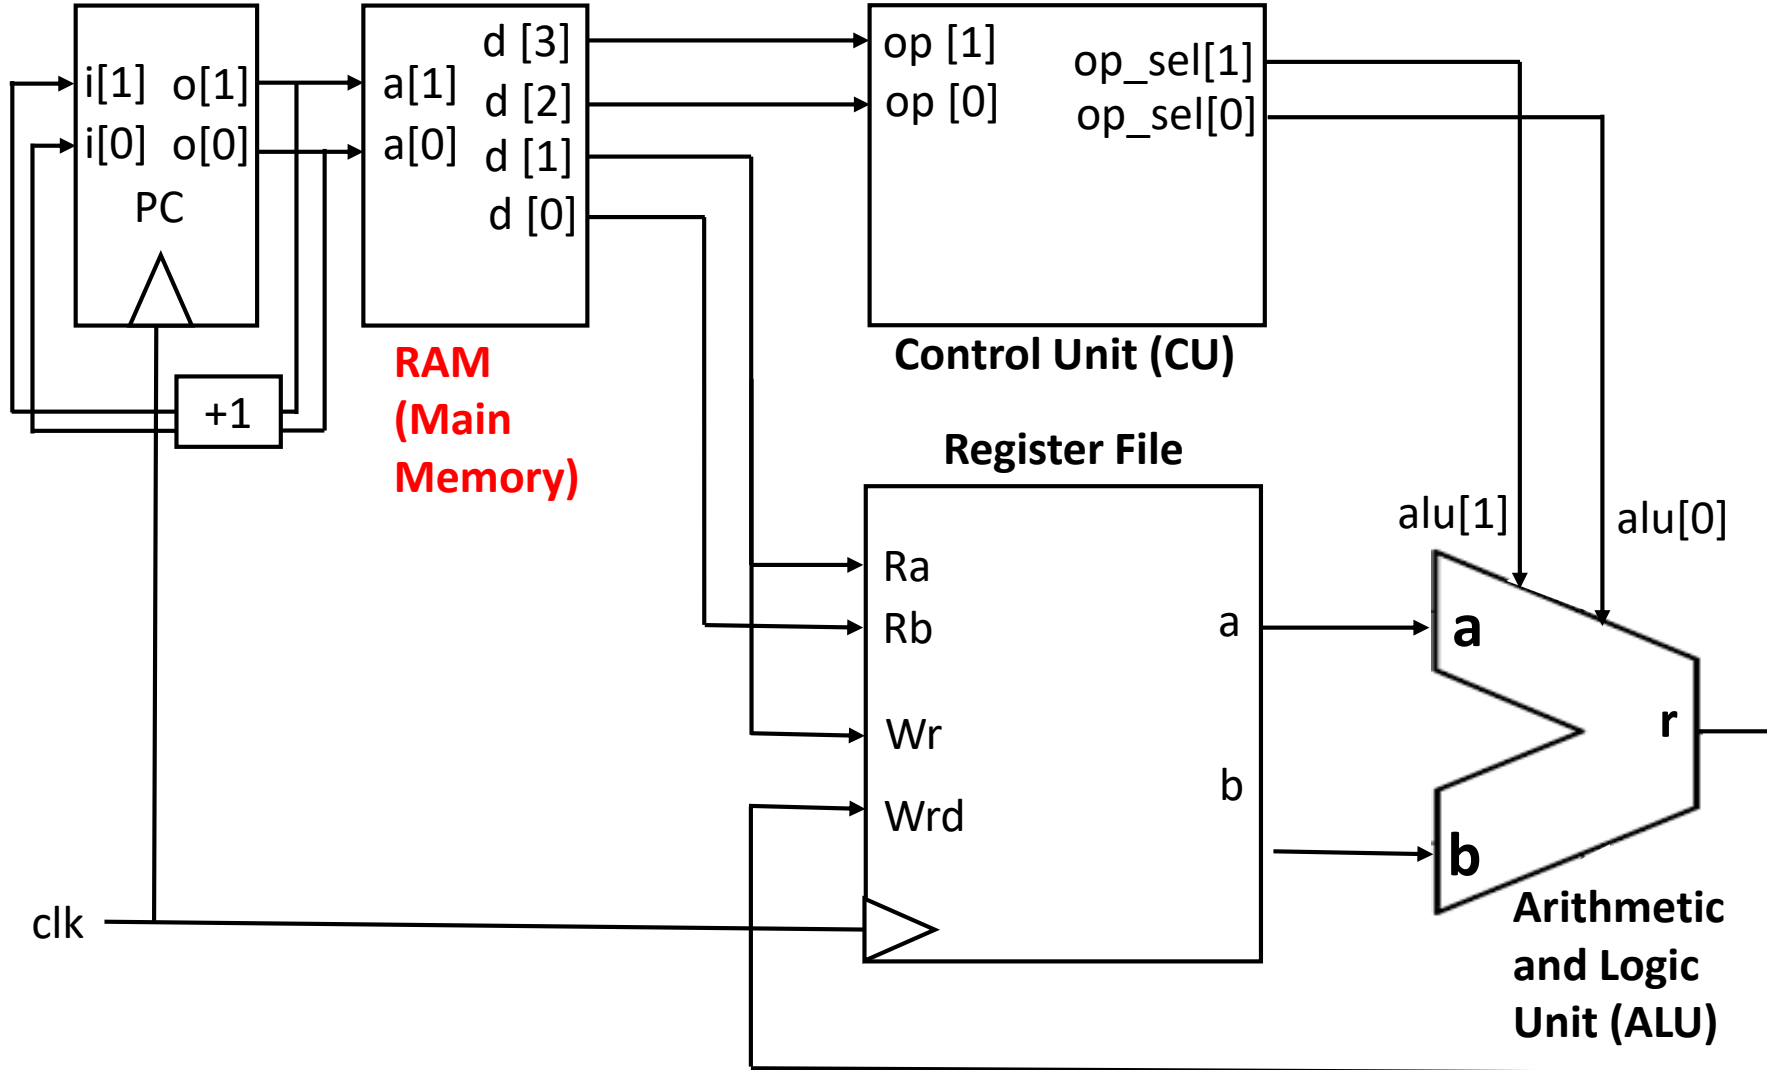 i[1] o[1]
i[0] o[0]
PC
+1
d [3]
a[1]
d [2]
a[0]
d [1]
d [0]
RAM
(Main
Memory)
op [1]
op [0]
op_sel[1]
op_sel[0]
Control Unit (CU)
Register File
Ra
Rb
Wr
Wrd
a
b
clk
alu[1]
alu[0]
a
b
r
Arithmetic
and Logic
Unit (ALU)